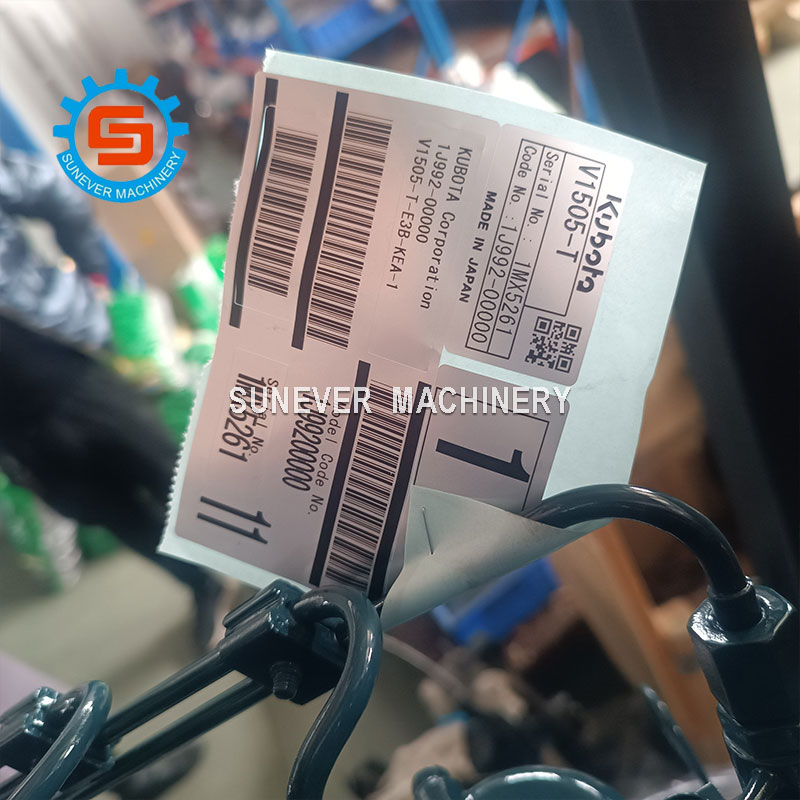 SUNEVER MACHINERY
Kubota
V1505-T
Serial No. : 1MX5261
Code No. : 1J992-00000
MADE IN JAPAN
KUBOTA Corporation
1J992-00000
V1505-T-E3B-KEA-1
1
Model Code No.
11
SUNEVER MACHINERY